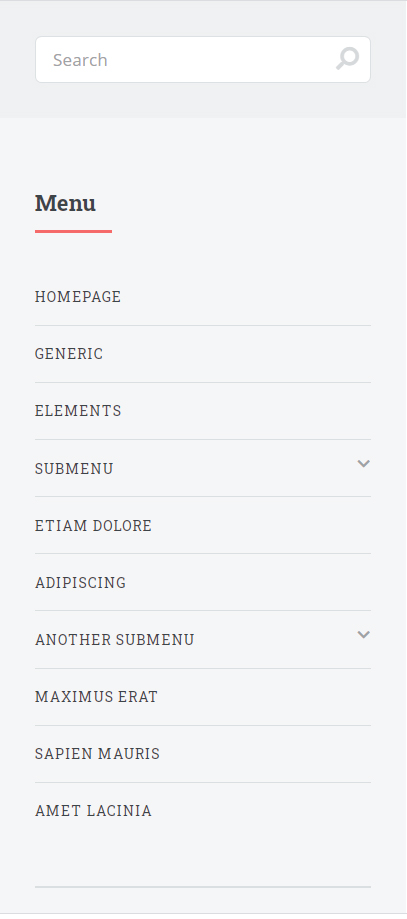 Search
Menu
HOMEPAGE
GENERIC
ELEMENTS
SUBMENU
ETIAM DOLORE
ADIPISCING
ANOTHER SUBMENU
MAXIMUS ERAT
SAPIEN MAURIS
AMET LACINIA